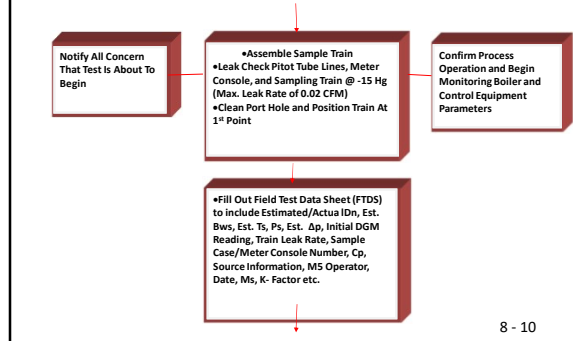 Notify All Concern
That Test Is About To
Begin
•Assemble Sample Train
•Leak Check Pitot Tube Lines, Meter
Console, and Sampling Train @ -15 Hg
(Max. Leak Rate of 0.02 CFM)
•Clean Port Hole and Position Train At
1st Point
Confirm Process
Operation and Begin
Monitoring Boiler and
Control Equipment
Parameters
•Fill Out Field Test Data Sheet (FTDS)
to include Estimated/Actual Dn, Est.
Bws, Est. Ts, Ps, Est. Δp, Initial DGM
Reading, Train Leak Rate, Sample
Case/Meter Console Number, Cp,
Source Information, M5 Operator,
Date, Ms, K- Factor etc.
8 - 10